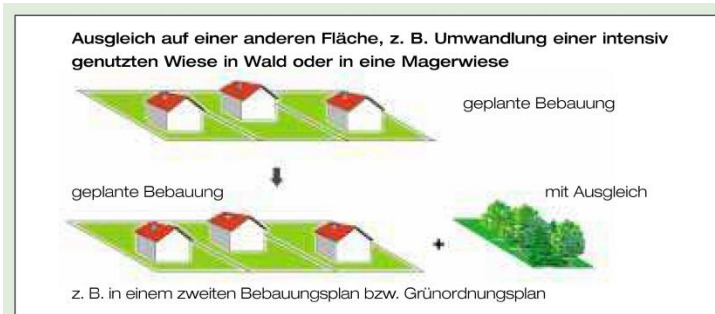 Ausgleich auf einer anderen Fläche, z. B. Umwandlung einer intensiv
genutzten Wiese in Wald oder in eine Magerwiese
geplante Bebauung
geplante Bebauung
mit Ausgleich
+
z. B. in einem zweiten Bebauungsplan bzw. Grünordnungsplan